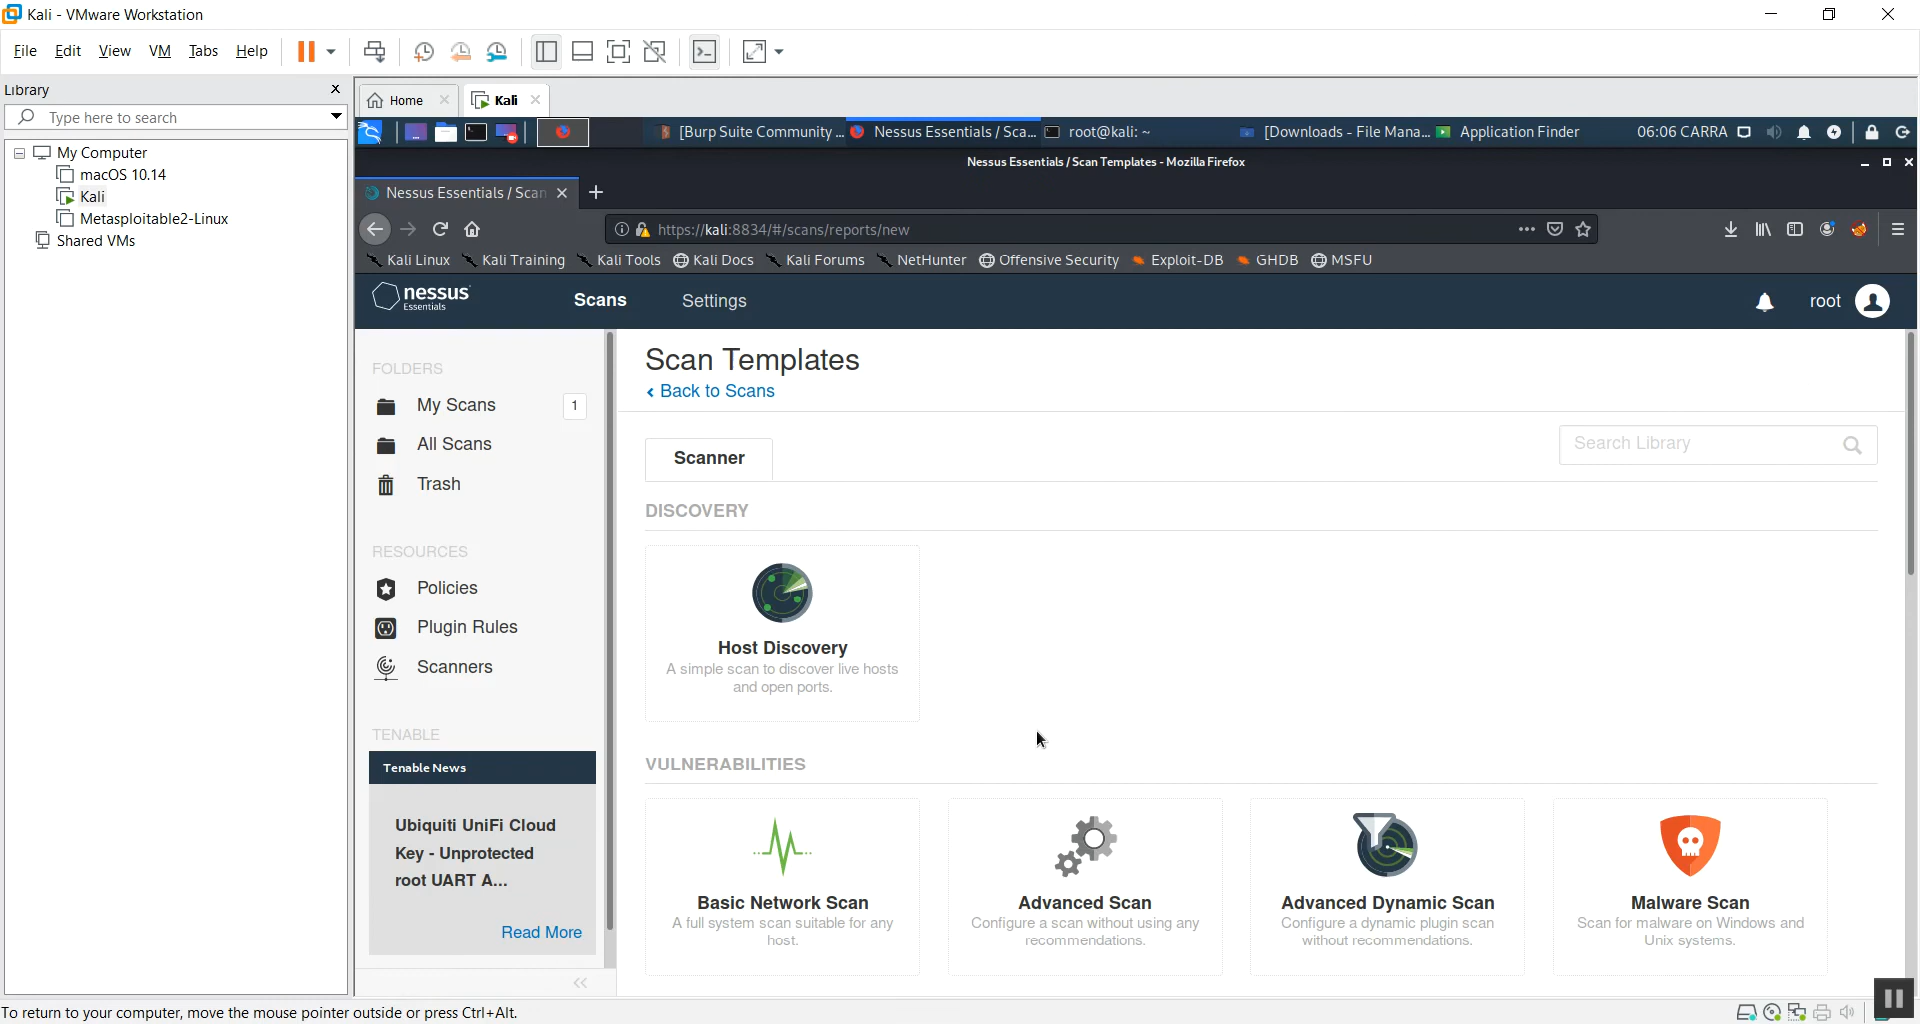 Kali - VMware Workstation
File Edit View VM Tabs Help
Library
Type here to search
My Computer
macOS 10.14
Kali
Metasploitable2-Linux
Shared VMs
Home
Kali
[Burp Suite Community ...
Nessus Essentials / Sca...
root@kali: ~
[Downloads - File Mana...
Application Finder
06:06 CARRA
Nessus Essentials / Scan Templates - Mozilla Firefox
Nessus Essentials / Scan
https://kali:8834/#/scans/reports/new
Kali Linux
Kali Training
Kali Tools
Kali Docs
Kali Forums
NetHunter
Offensive Security
Exploit-DB
GHDB
MSFU
nessus
Essentials
Scans
Settings
root
FOLDERS
My Scans
1
All Scans
Trash
RESOURCES
Policies
Plugin Rules
Scanners
TENABLE
Tenable News
Ubiquiti UniFi Cloud
Key - Unprotected
root UART A...
Read More
Scan Templates
‹ Back to Scans
Scanner
Search Library
DISCOVERY
Host Discovery
A simple scan to discover live hosts
and open ports.
VULNERABILITIES
Basic Network Scan
A full system scan suitable for any
host.
Advanced Scan
Configure a scan without using any
recommendations.
Advanced Dynamic Scan
Configure a dynamic plugin scan
without recommendations.
Malware Scan
Scan for malware on Windows and
Unix systems.
To return to your computer, move the mouse pointer outside or press Ctrl+Alt.